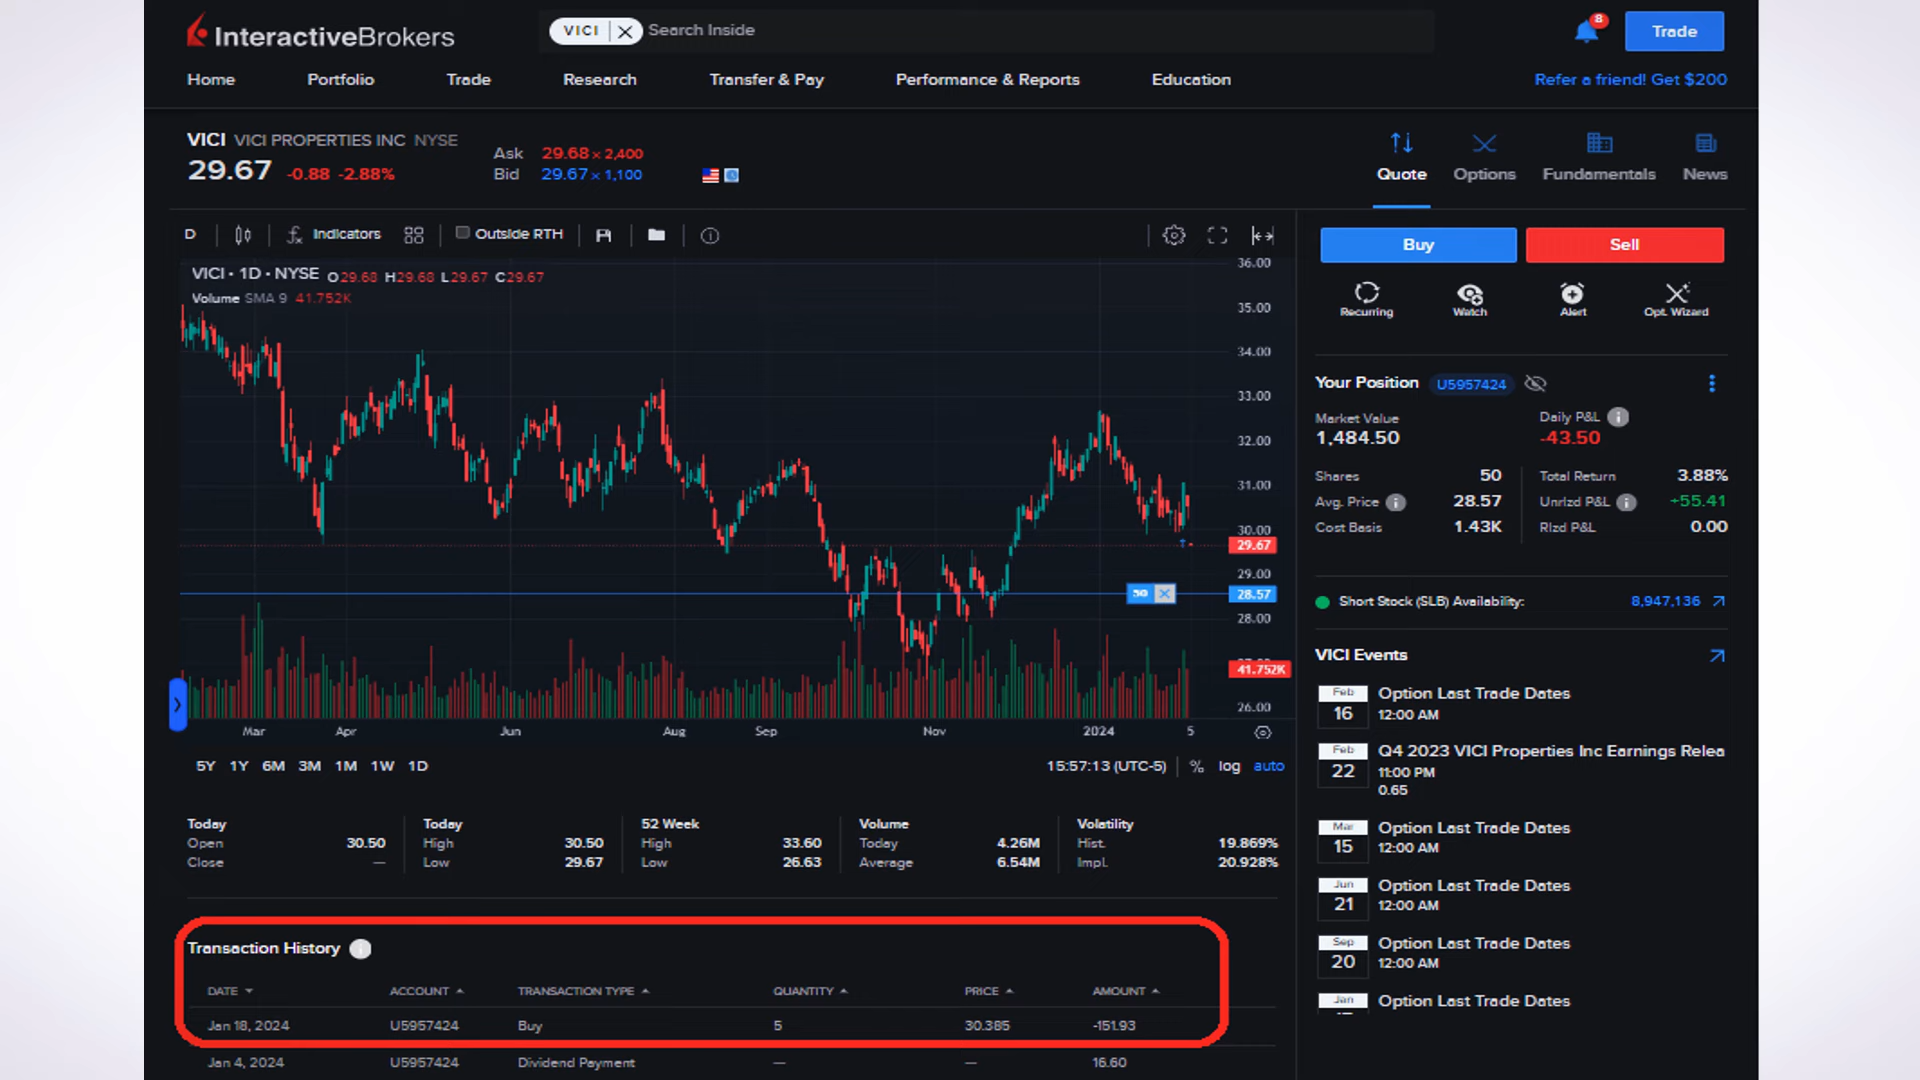 InteractiveBrokers
VICI
Search Inside
8
Trade
Home Portfolio Trade Research Transfer & Pay Performance & Reports Education
Refer a friend! Get $200
VICI VICI PROPERTIES INC NYSE
29.67 -0.88 -2.88%
Ask 29.68 × 2,400
Bid 29.67 × 1,100
Quote Options Fundamentals News
D Indicators Outside RTH
VICI · 1D · NYSE O29.68 H29.68 L29.67 C29.67
Volume SMA 9 41.752K
36.00
35.00
34.00
33.00
32.00
31.00
30.00
29.67
29.00
50
28.57
28.00
41.752K
26.00
Mar Apr Jun Aug Sep Nov 2024 5
5Y 1Y 6M 3M 1M 1W 1D
15:57:13 (UTC-5) % log auto
Today
Open 30.50
Close —
Today
High 30.50
Low 29.67
52 Week
High 33.60
Low 26.63
Volume
Today 4.26M
Average 6.54M
Volatility
Hist. 19.869%
Impl. 20.928%
Transaction History
DATE ACCOUNT TRANSACTION TYPE QUANTITY PRICE AMOUNT
Jan 18, 2024 U5957424 Buy 5 30.385 -151.93
Jan 4, 2024 U5957424 Dividend Payment — — 16.60
Buy Sell
Recurring Watch Alert Opt. Wizard
Your Position U5957424
Market Value
1,484.50
Daily P&L
-43.50
Shares 50
Total Return 3.88%
Avg. Price 28.57
Unrlzd P&L +55.41
Cost Basis 1.43K
Rlzd P&L 0.00
Short Stock (SLB) Availability: 8,947,136
VICI Events
Feb
16
Option Last Trade Dates
12:00 AM
Feb
22
Q4 2023 VICI Properties Inc Earnings Relea
11:00 PM
0.65
Mar
15
Option Last Trade Dates
12:00 AM
Jun
21
Option Last Trade Dates
12:00 AM
Sep
20
Option Last Trade Dates
12:00 AM
Jan
Option Last Trade Dates